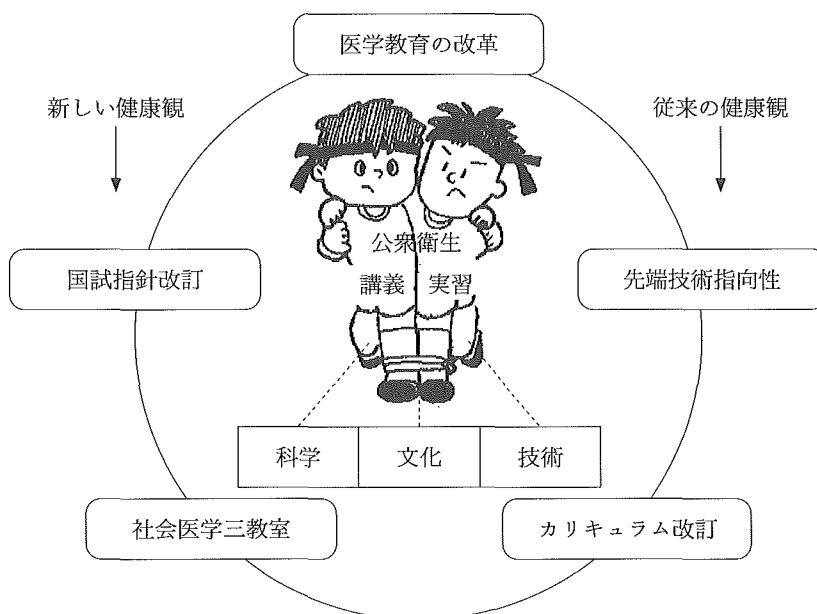 医学教育の改革
新しい健康観
従来の健康観
公衆衛生
講義 実習
国試指針改訂
先端技術指向性
科学 文化 技術
社会医学三教室
カリキュラム改訂